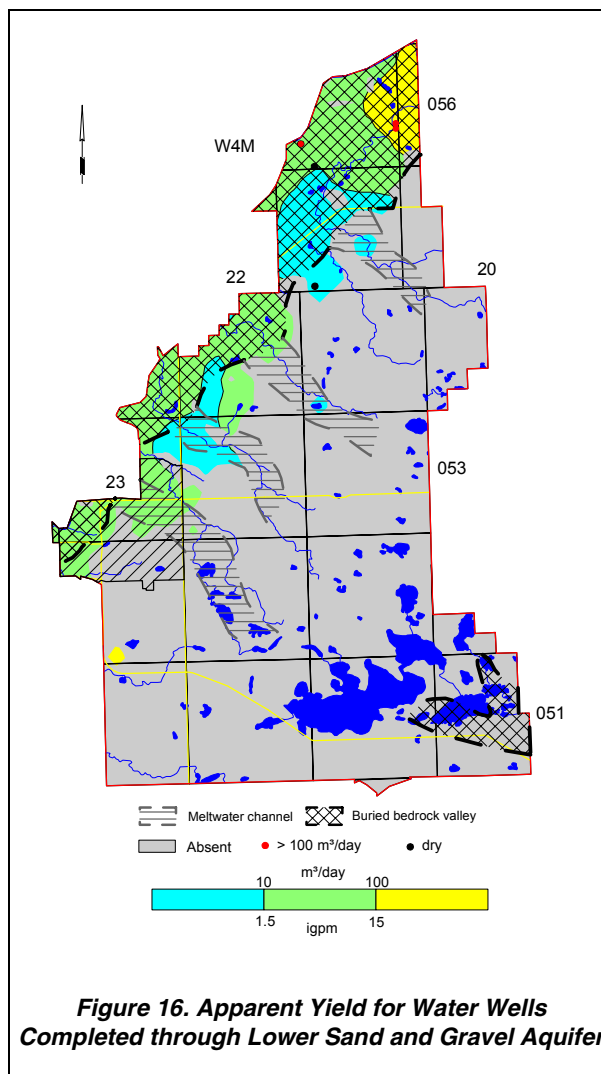 056
W4M
22
20
053
23
051
Meltwater channel
Buried bedrock valley
Absent
> 100 m³/day
dry
m³/day
10
100
1.5
15
igpm
Figure 16. Apparent Yield for Water Wells
Completed through Lower Sand and Gravel Aquifer